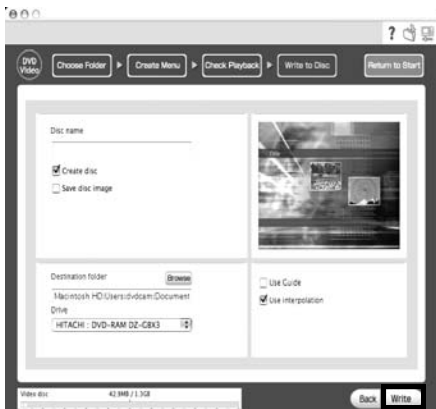 ?
DVD Video
Choose Folder
Create Menu
Check Playback
Write to Disc
Return to Start
Disc name
Create disc
Save disc image
Title
Destination folder
Browse
Macintosh HD:Users:dvdcam:Document
Drive
HITACHI : DVD-RAM DZ-GBX3
Use Guide
Use interpolation
Video disc
42.9MB / 1.3GB
Back
Write